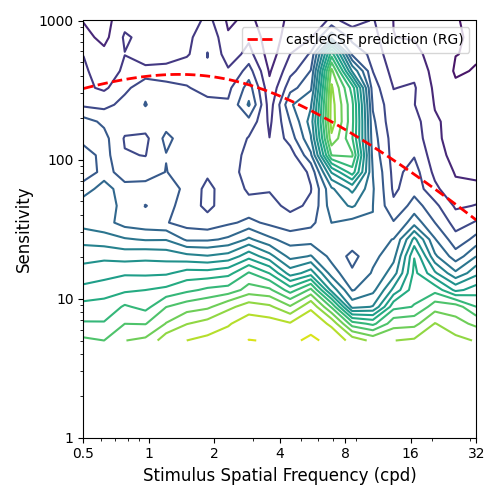 1000
castleCSF prediction (RG)
100
Sensitivity
10
1
0.5 1 2 4 8 16 32
Stimulus Spatial Frequency (cpd)